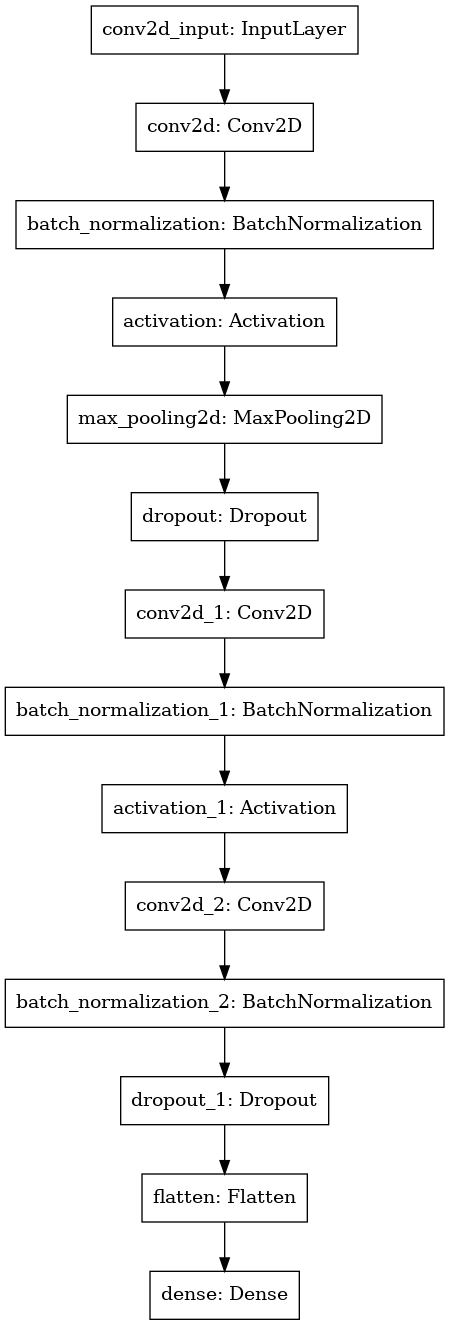 conv2d_input: InputLayer
conv2d: Conv2D
batch_normalization: BatchNormalization
activation: Activation
max_pooling2d: MaxPooling2D
dropout: Dropout
conv2d_1: Conv2D
batch_normalization_1: BatchNormalization
activation_1: Activation
conv2d_2: Conv2D
batch_normalization_2: BatchNormalization
dropout_1: Dropout
flatten: Flatten
dense: Dense